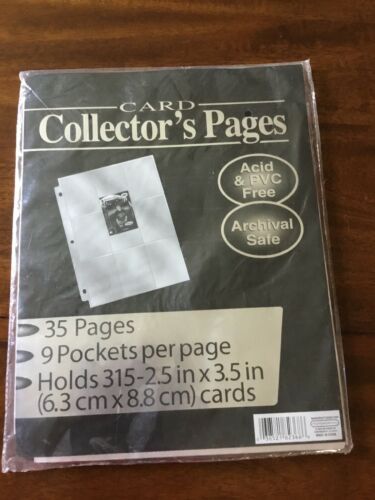 CARD
Collector's Pages
Acid
& PVC
Free
Archival
Safe
35 Pages
9 Pockets per page
Holds 315-2.5 in x 3.5 in
(6.3 cm x 8.8 cm) cards